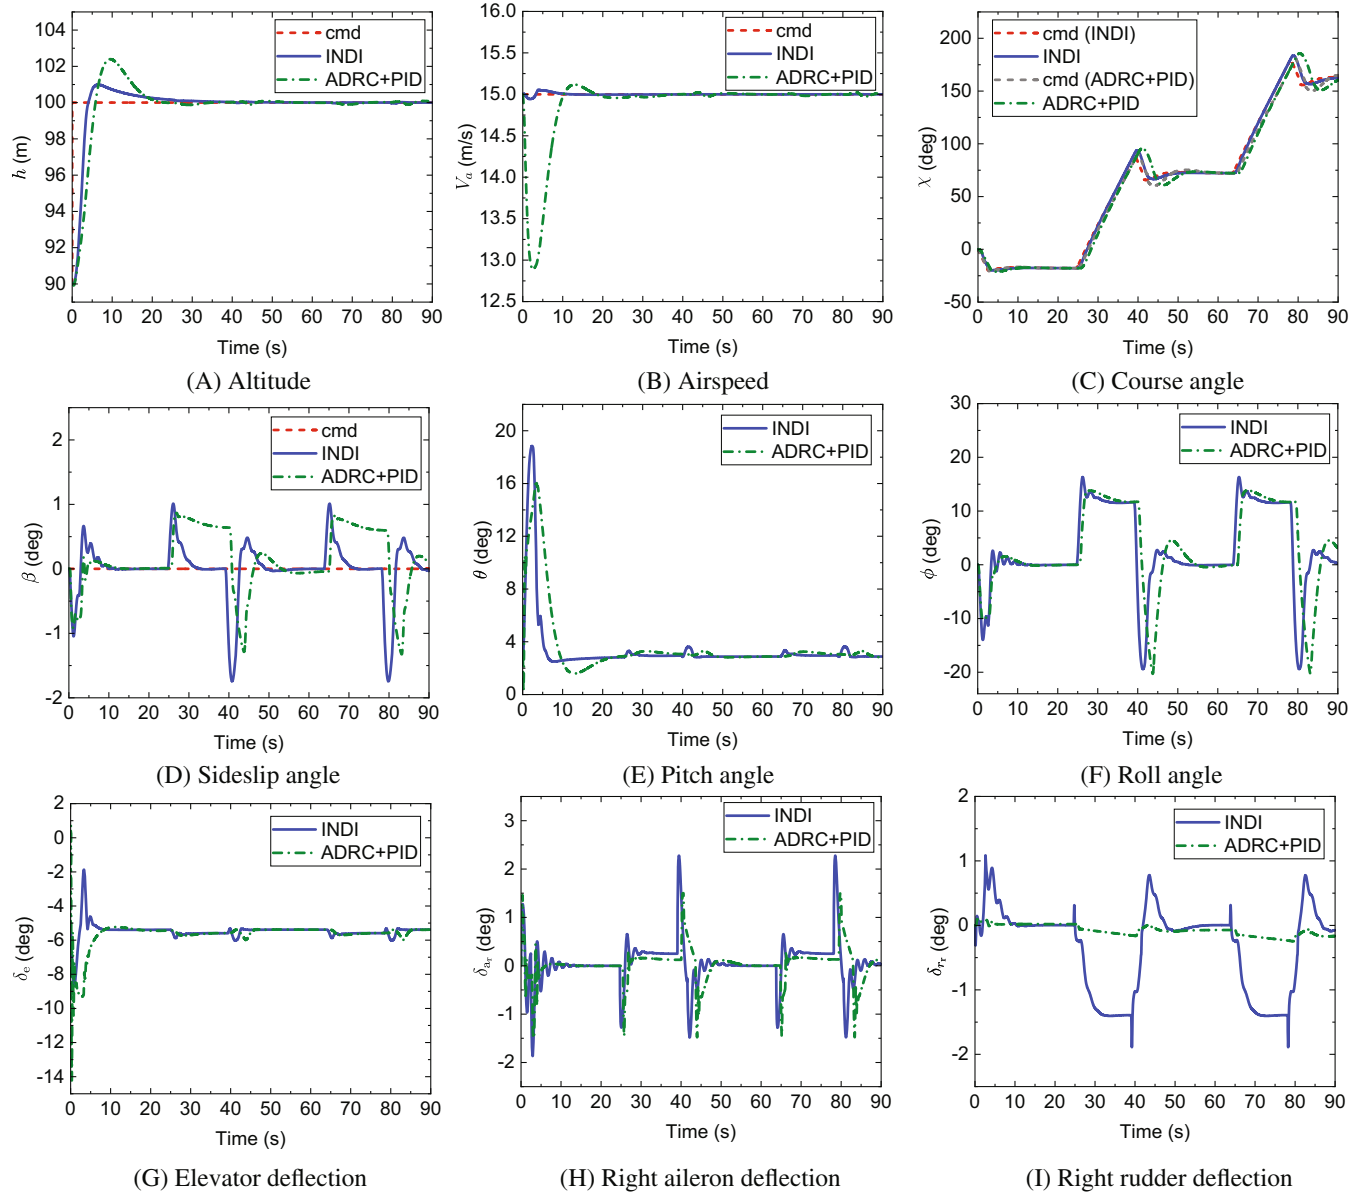 104
102
100
98
96
94
92
90
h (m)
cmd
INDI
ADRC+PID
0 10 20 30 40 50 60 70 80 90
Time (s)
(A) Altitude
16.0
15.5
15.0
14.5
14.0
13.5
13.0
12.5
V_a (m/s)
cmd
INDI
ADRC+PID
0 10 20 30 40 50 60 70 80 90
Time (s)
(B) Airspeed
200
150
100
50
0
-50
χ (deg)
cmd (INDI)
INDI
cmd (ADRC+PID)
ADRC+PID
0 10 20 30 40 50 60 70 80 90
Time (s)
(C) Course angle
2
1
0
-1
-2
β (deg)
cmd
INDI
ADRC+PID
0 10 20 30 40 50 60 70 80 90
Time (s)
(D) Sideslip angle
20
16
12
8
4
0
θ (deg)
INDI
ADRC+PID
0 10 20 30 40 50 60 70 80 90
Time (s)
(E) Pitch angle
30
20
10
0
-10
-20
ϕ (deg)
INDI
ADRC+PID
0 10 20 30 40 50 60 70 80 90
Time (s)
(F) Roll angle
2
0
-2
-4
-6
-8
-10
-12
-14
δ_e (deg)
INDI
ADRC+PID
0 10 20 30 40 50 60 70 80 90
Time (s)
(G) Elevator deflection
3
2
1
0
-1
-2
δ_a_r (deg)
INDI
ADRC+PID
0 10 20 30 40 50 60 70 80 90
Time (s)
(H) Right aileron deflection
2
1
0
-1
-2
δ_r_r (deg)
INDI
ADRC+PID
0 10 20 30 40 50 60 70 80 90
Time (s)
(I) Right rudder deflection